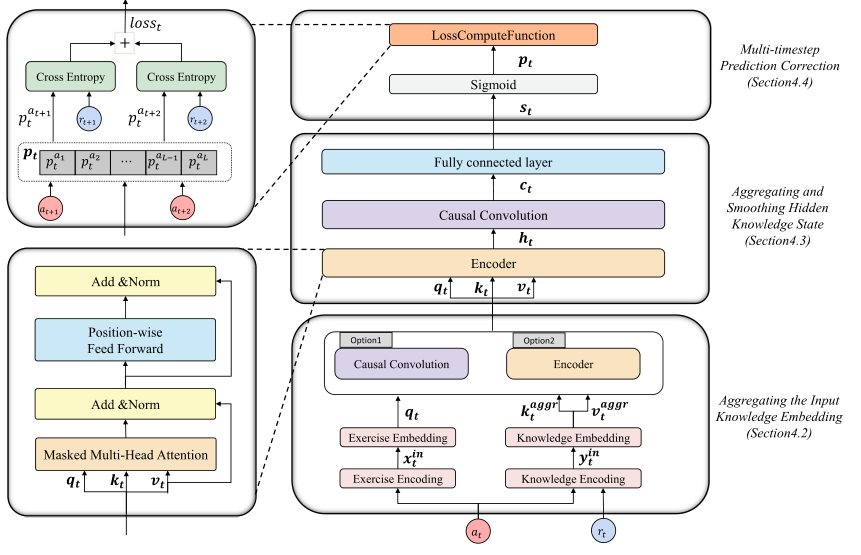 loss_t
+
Cross Entropy
Cross Entropy
p_t^{a_{t+1}}
r_{t+1}
p_t^{a_{t+2}}
r_{t+2}
p_t
p_t^{a_1}
p_t^{a_2}
...
p_t^{a_{L-1}}
p_t^{a_L}
a_{t+1}
a_{t+2}
LossComputeFunction
p_t
Sigmoid
s_t
Multi-timestep
Prediction Correction
(Section4.4)
Fully connected layer
c_t
Causal Convolution
h_t
Encoder
q_t k_t v_t
Aggregating and
Smoothing Hidden
Knowledge State
(Section4.3)
Add &Norm
Position-wise
Feed Forward
Add &Norm
Masked Multi-Head Attention
q_t k_t v_t
Option1
Causal Convolution
Option2
Encoder
q_t
k_t^{aggr} v_t^{aggr}
Exercise Embedding
Knowledge Embedding
x_t^{in}
y_t^{in}
Exercise Encoding
Knowledge Encoding
a_t
r_t
Aggregating the Input
Knowledge Embedding
(Section4.2)